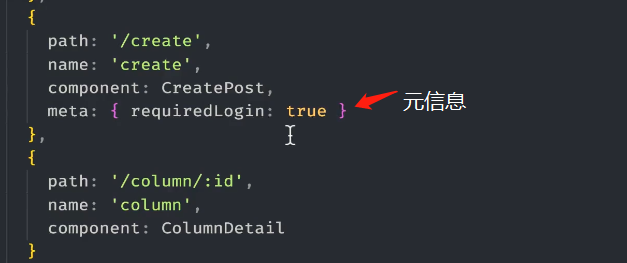 {
path: '/create',
name: 'create',
component: CreatePost,
meta: { requiredLogin: true } 元信息
},
{
path: '/column/:id',
name: 'column',
component: ColumnDetail
}